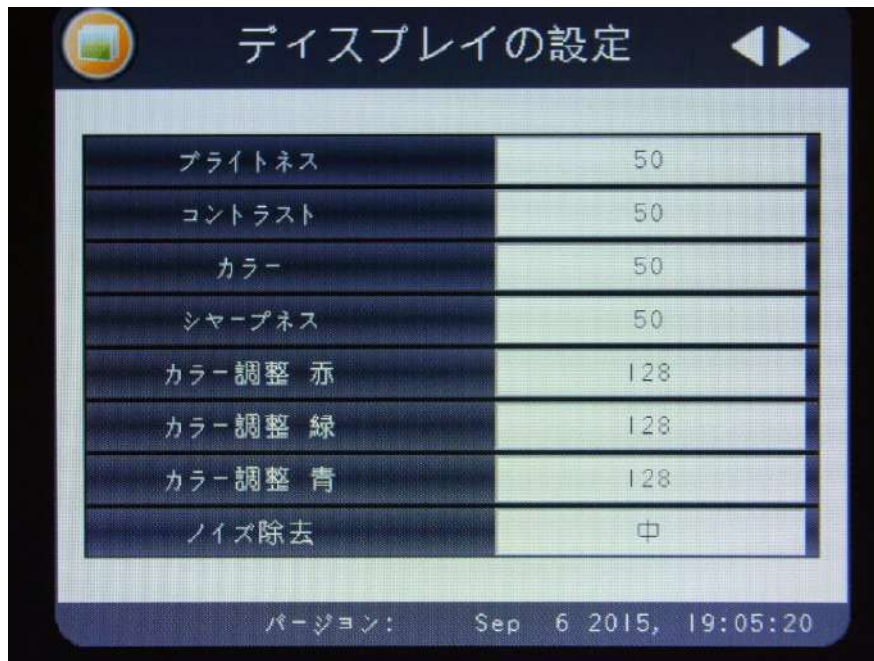 ディスプレイの設定
ブライトネス 50
コントラスト 50
カラー 50
シャープネス 50
カラー調整 赤 128
カラー調整 緑 128
カラー調整 青 128
ノイズ除去 中
バージョン: Sep 6 2015, 19:05:20